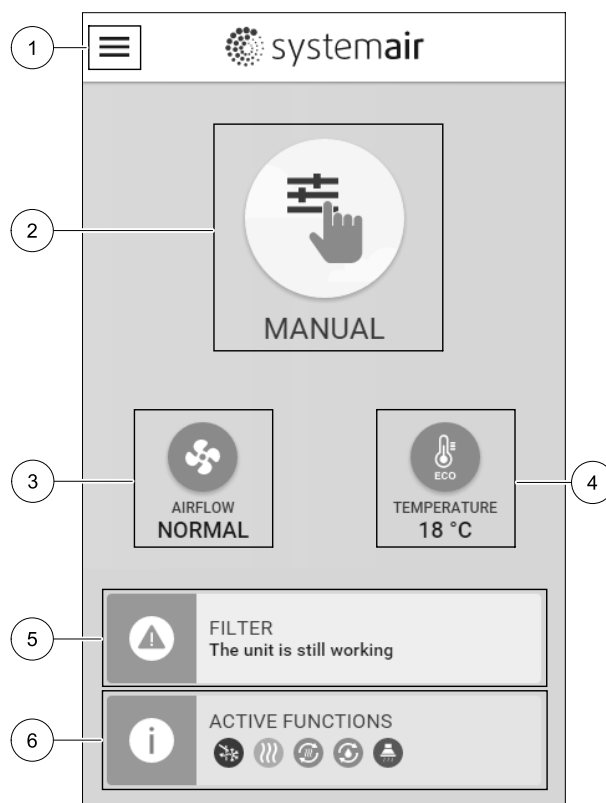 1
systemair
2
MANUAL
3
AIRFLOW
NORMAL
ECO
TEMPERATURE
18 °C
4
5
FILTER
The unit is still working
6
i
ACTIVE FUNCTIONS